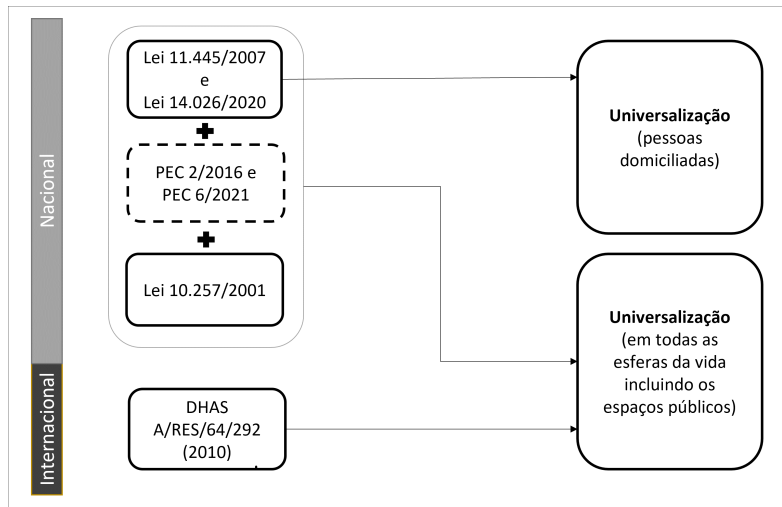 Nacional
Lei 11.445/2007
e
Lei 14.026/2020
PEC 2/2016 e
PEC 6/2021
Lei 10.257/2001
Universalização
(pessoas
domiciliadas)
Universalização
(em todas as
esferas da vida
incluindo os
espaços públicos)
Internacional
DHAS
A/RES/64/292
(2010)